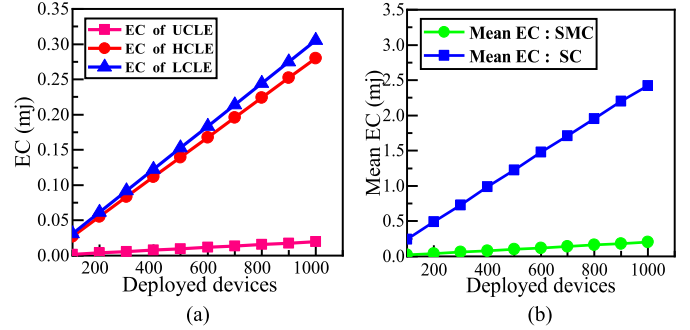 0.35
0.30
0.25
0.20
0.15
0.10
0.05
0.00
EC (mj)
EC of UCLE
EC of HCLE
EC of LCLE
200 400 600 800 1000
Deployed devices
(a)
3.5
3.0
2.5
2.0
1.5
1.0
0.5
0.0
Mean EC (mj)
Mean EC : SMC
Mean EC : SC
200 400 600 800 1000
Deployed devices
(b)